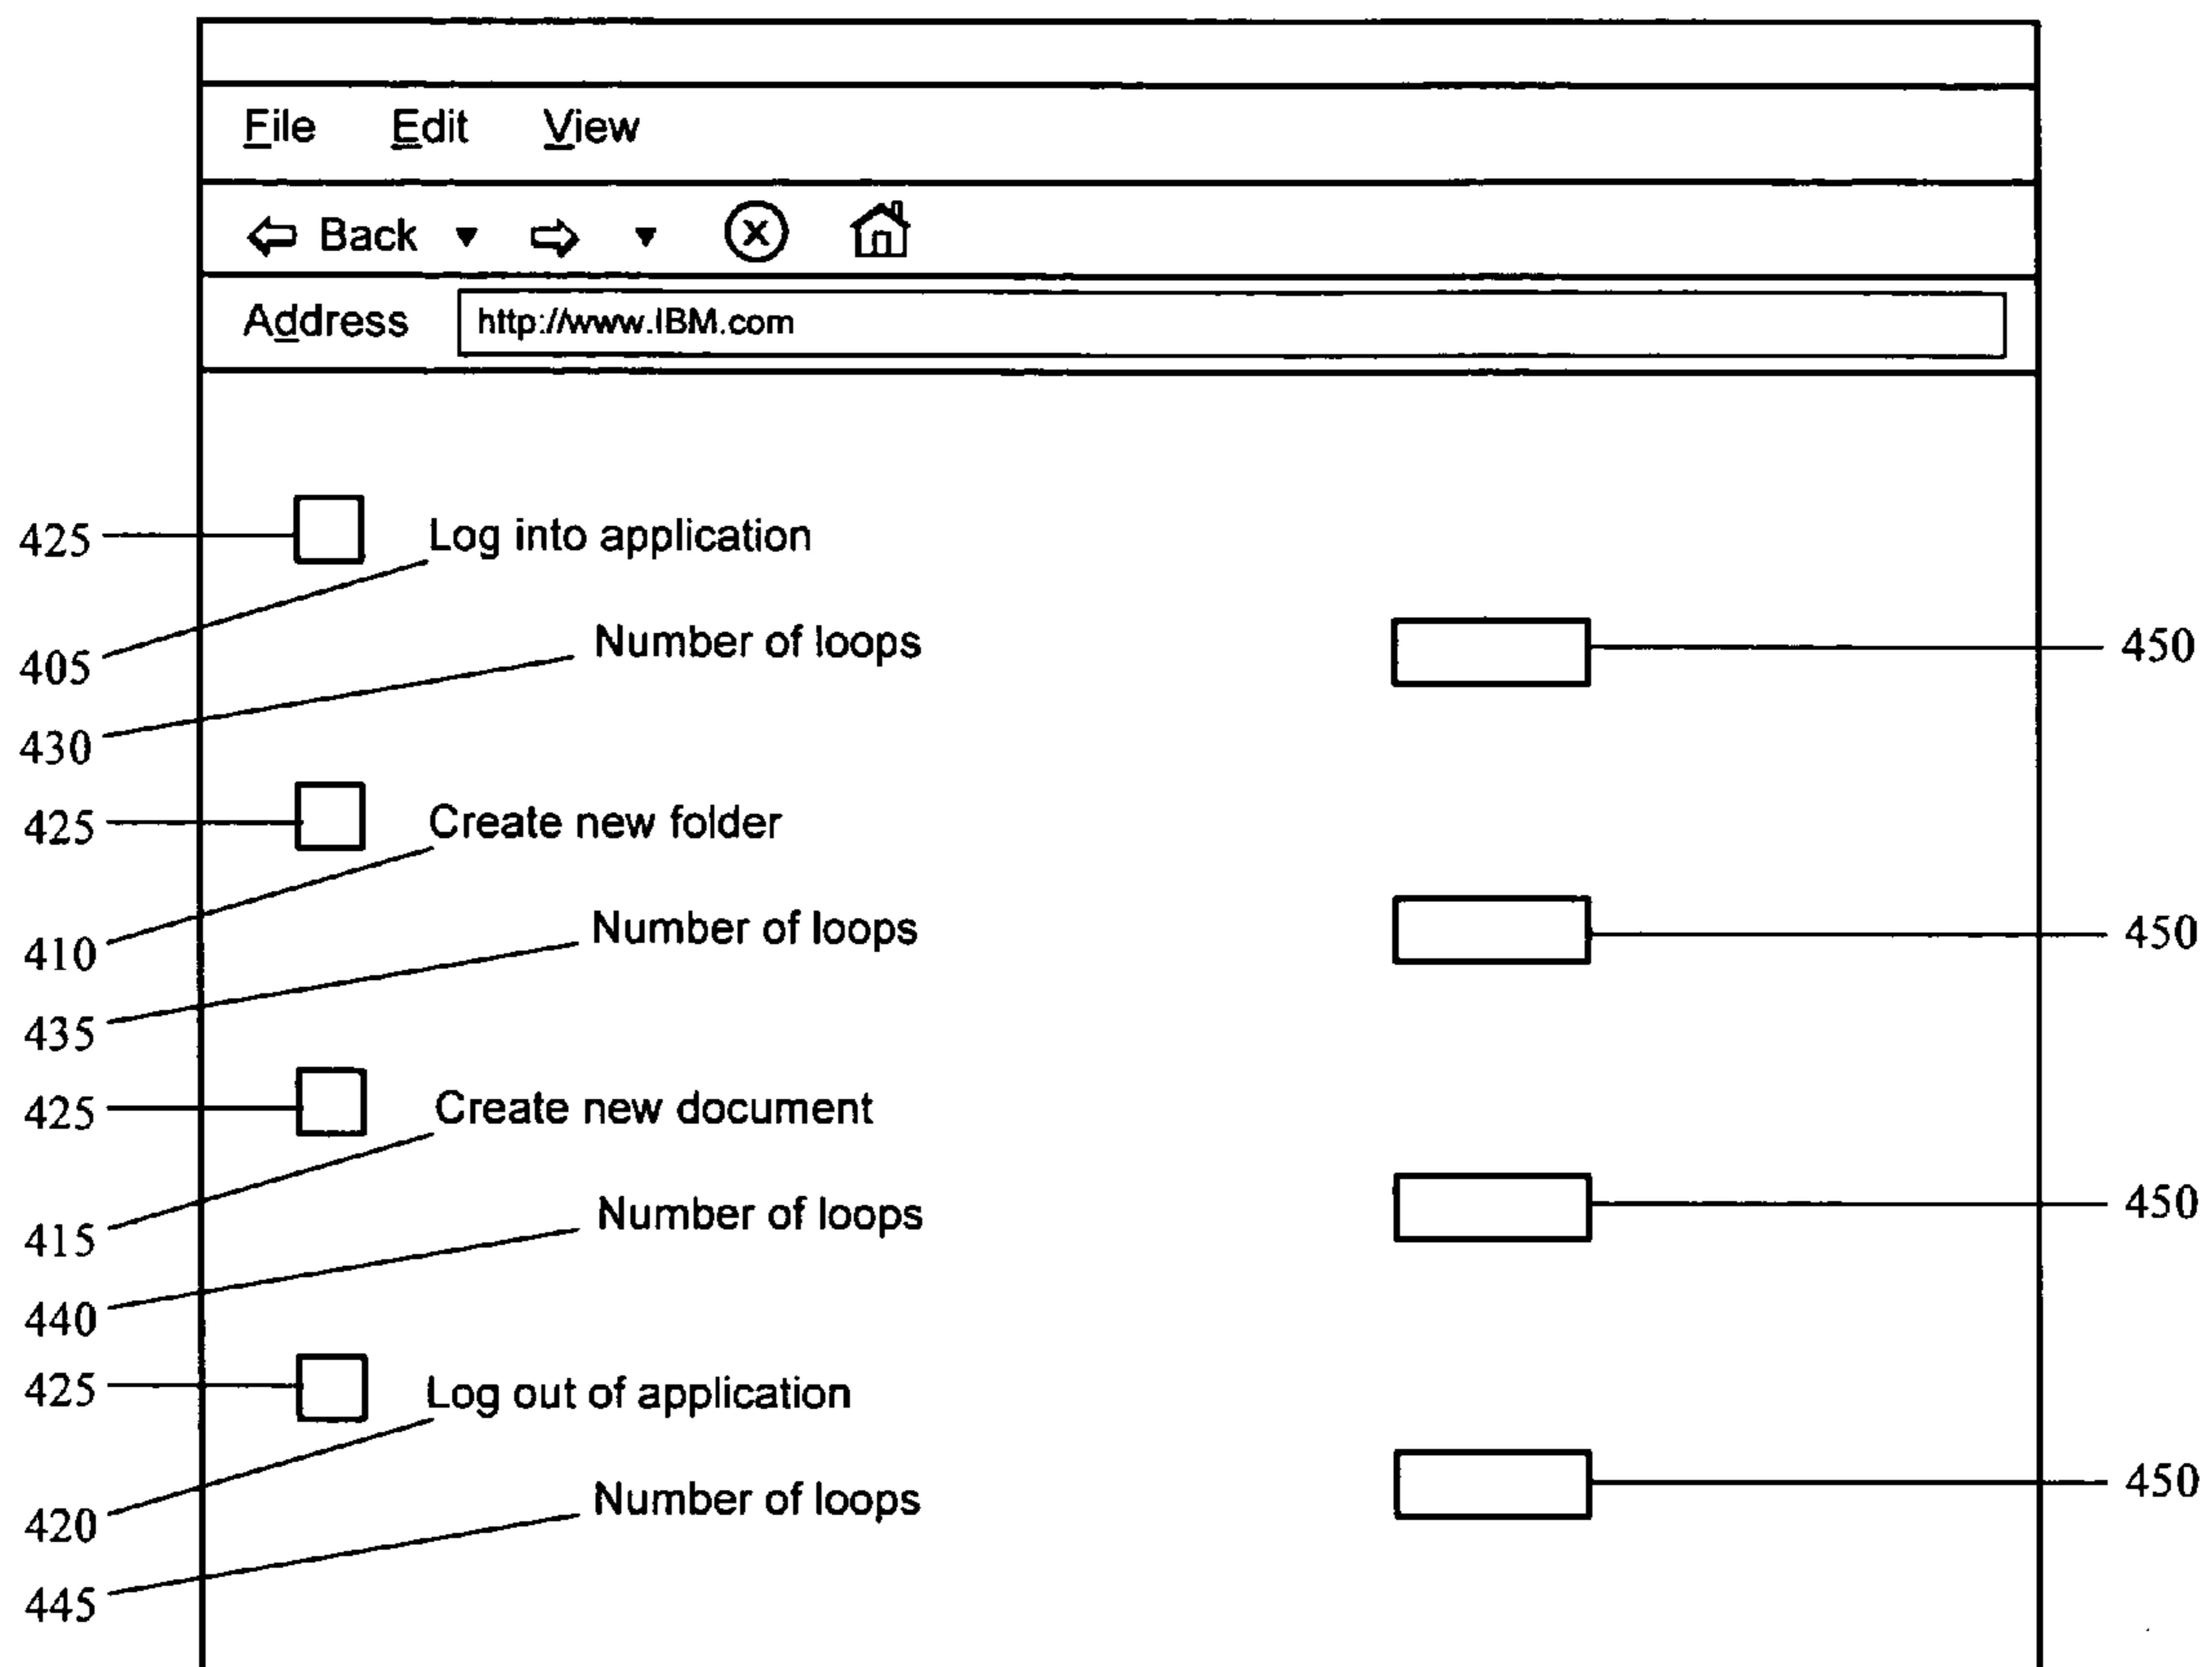 File Edit View
Back
Address http://www.IBM.com
425 Log into application
405 Number of loops 450
430
425 Create new folder
410 Number of loops 450
435
425 Create new document
415 Number of loops 450
440
425 Log out of application
420 Number of loops 450
445